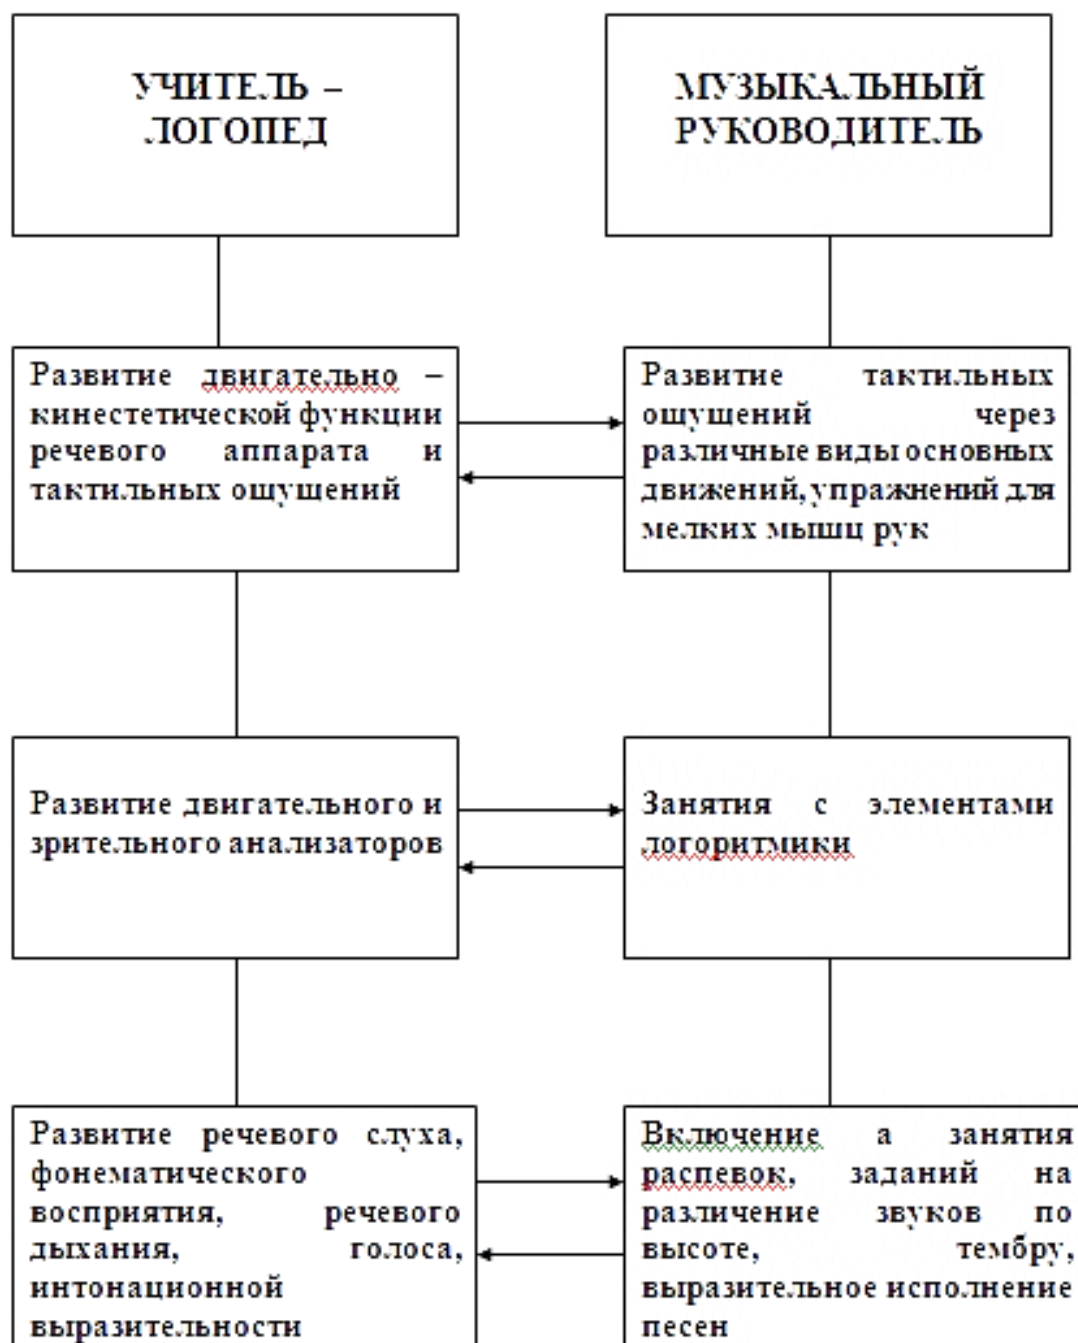 УЧИТЕЛЬ –
ЛОГОПЕД
МУЗЫКАЛЬНЫЙ
РУКОВОДИТЕЛЬ
Развитие двигательно –
кинестетической функции
речевого аппарата и
тактильных ощущений
Развитие тактильных
ощущений через
различные виды основных
движений, упражнений для
мелких мышц рук
Развитие двигательного и
зрительного анализаторов
Занятия с элементами
логоритмики
Развитие речевого слуха,
фонематического
восприятия, речевого
дыхания, голоса,
интонационной
выразительности
Включение а занятия
распевок, заданий на
различение звуков по
высоте, тембру,
выразительное исполнение
песен